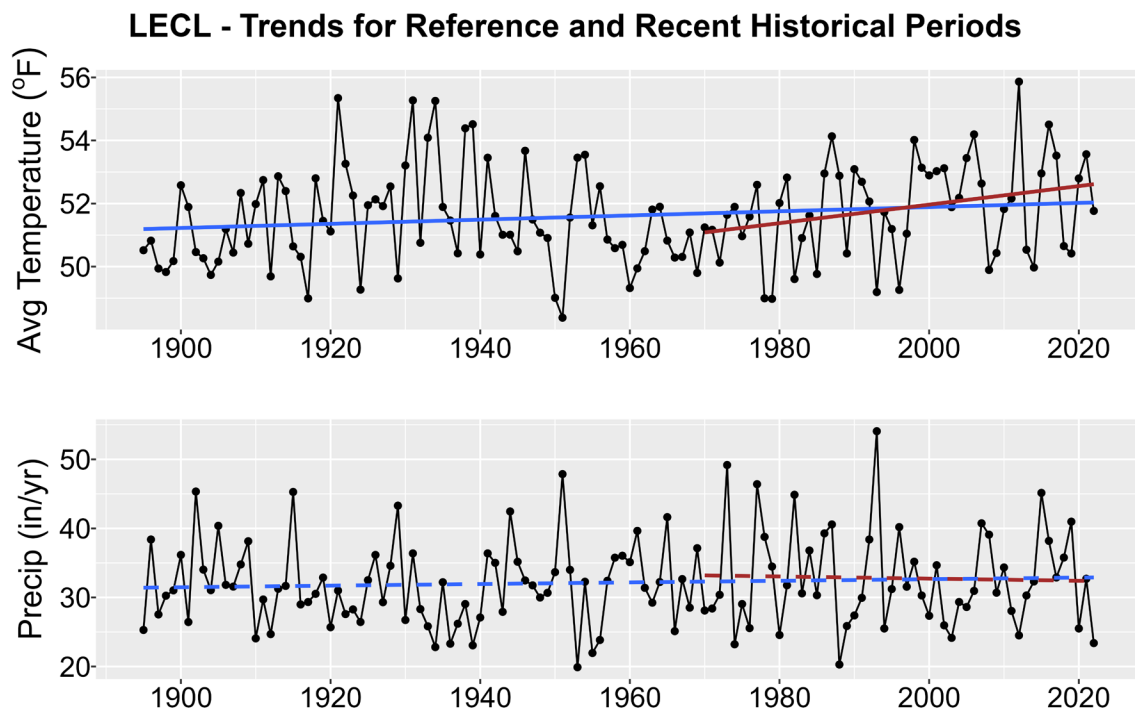 LECL - Trends for Reference and Recent Historical Periods
Avg Temperature (°F)
56
54
52
50
1900 1920 1940 1960 1980 2000 2020
Precip (in/yr)
50
40
30
20
1900 1920 1940 1960 1980 2000 2020